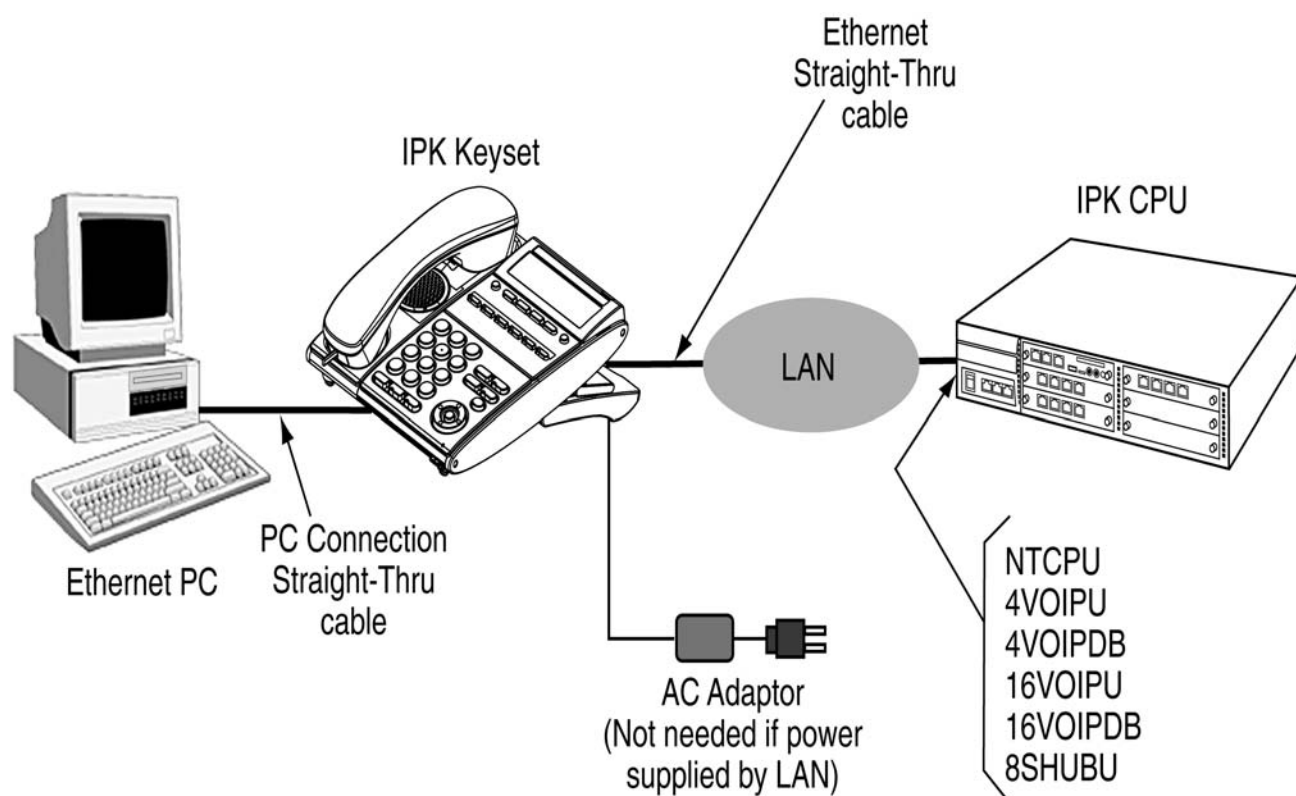 Ethernet
Straight-Thru
cable
IPK Keyset
IPK CPU
LAN
Ethernet PC
PC Connection
Straight-Thru
cable
AC Adaptor
(Not needed if power
supplied by LAN)
NTCPU
4VOIPU
4VOIPDB
16VOIPU
16VOIPDB
8SHUBU